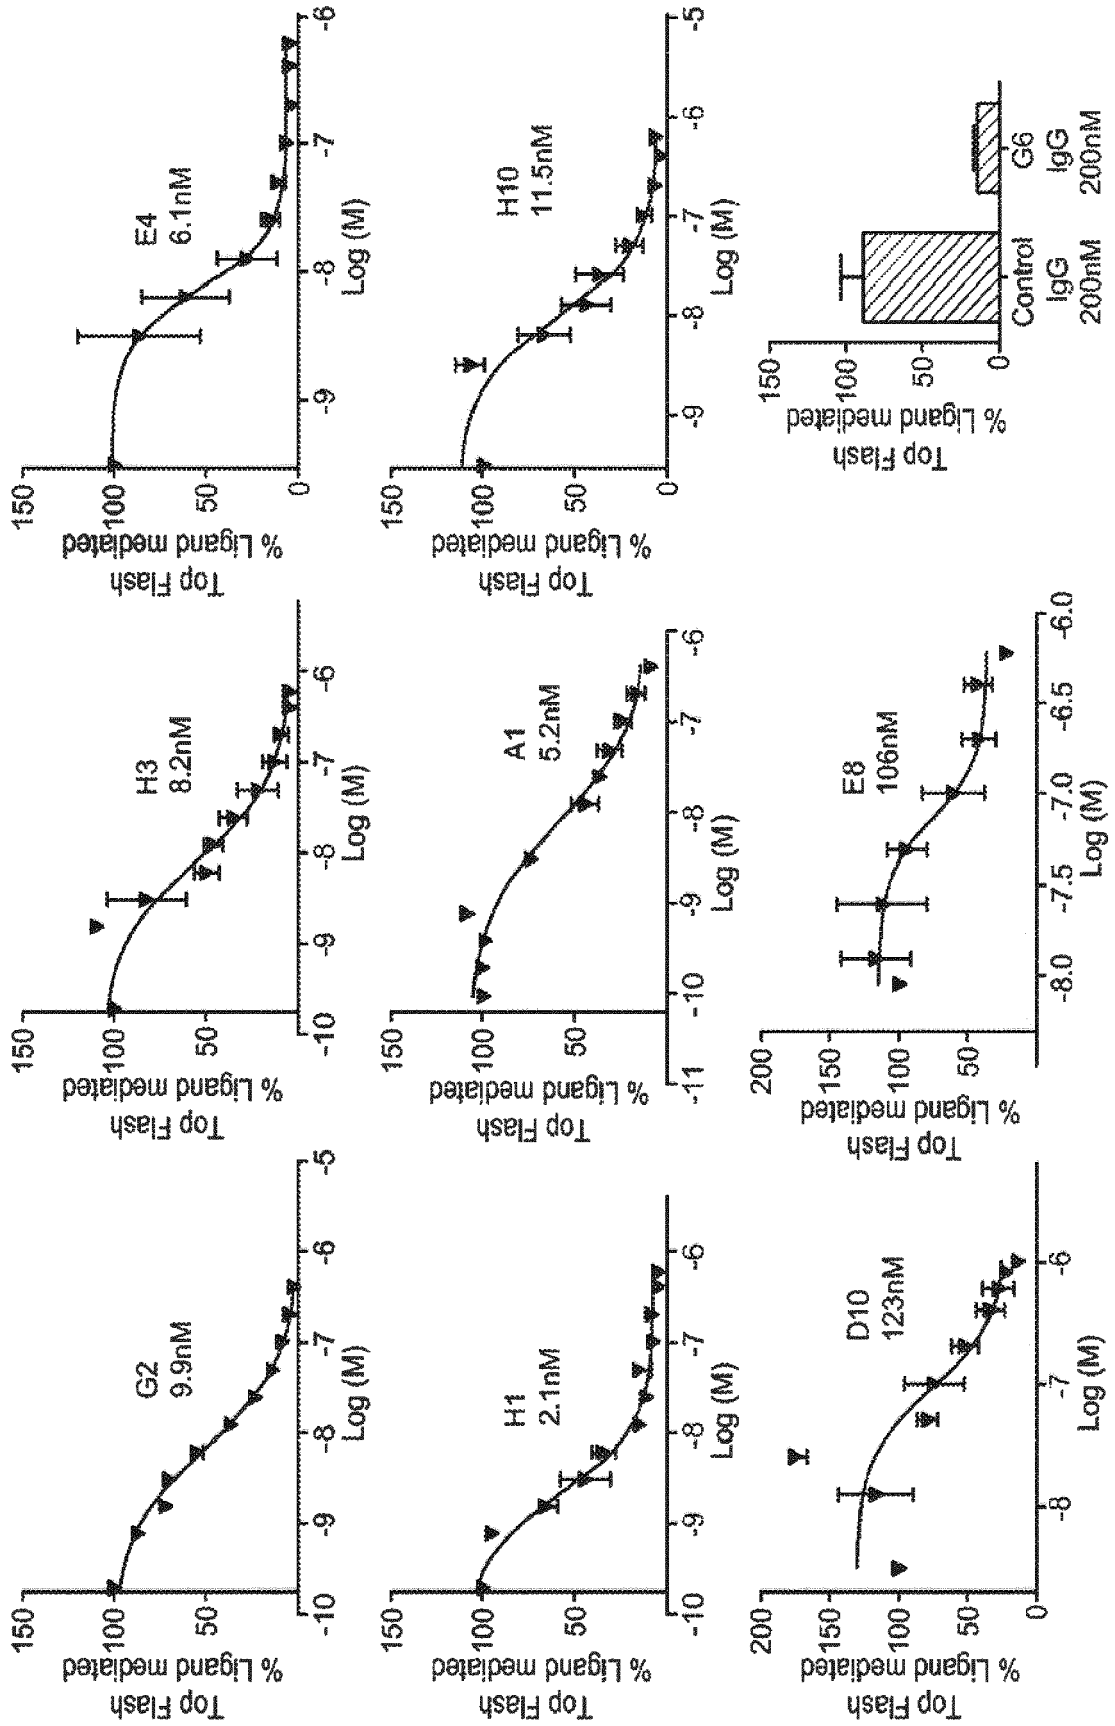 Top Flash
% Ligand mediated
150
100
50
G2
9.9nM
-10 -9 -8 -7 -6 -5
Log (M)
Top Flash
% Ligand mediated
150
100
50
H3
8.2nM
-10 -9 -8 -7 -6
Log (M)
Top Flash
% Ligand mediated
150
100
50
0
E4
6.1nM
-9 -8 -7 -6
Log (M)
Top Flash
% Ligand mediated
150
100
50
H1
2.1nM
-10 -9 -8 -7 -6
Log (M)
Top Flash
% Ligand mediated
150
100
50
A1
5.2nM
-11 -10 -9 -8 -7 -6
Log (M)
Top Flash
% Ligand mediated
150
100
50
0
H10
11.5nM
-9 -8 -7 -6 -5
Log (M)
Top Flash
% Ligand mediated
200
150
100
50
0
D10
123nM
-8 -7 -6
Log (M)
Top Flash
% Ligand mediated
200
150
100
50
E8
106nM
-8.0 -7.5 -7.0 -6.5 -6.0
Log (M)
Top Flash
% Ligand mediated
150
100
50
0
Control G6
IgG IgG
200nM 200nM